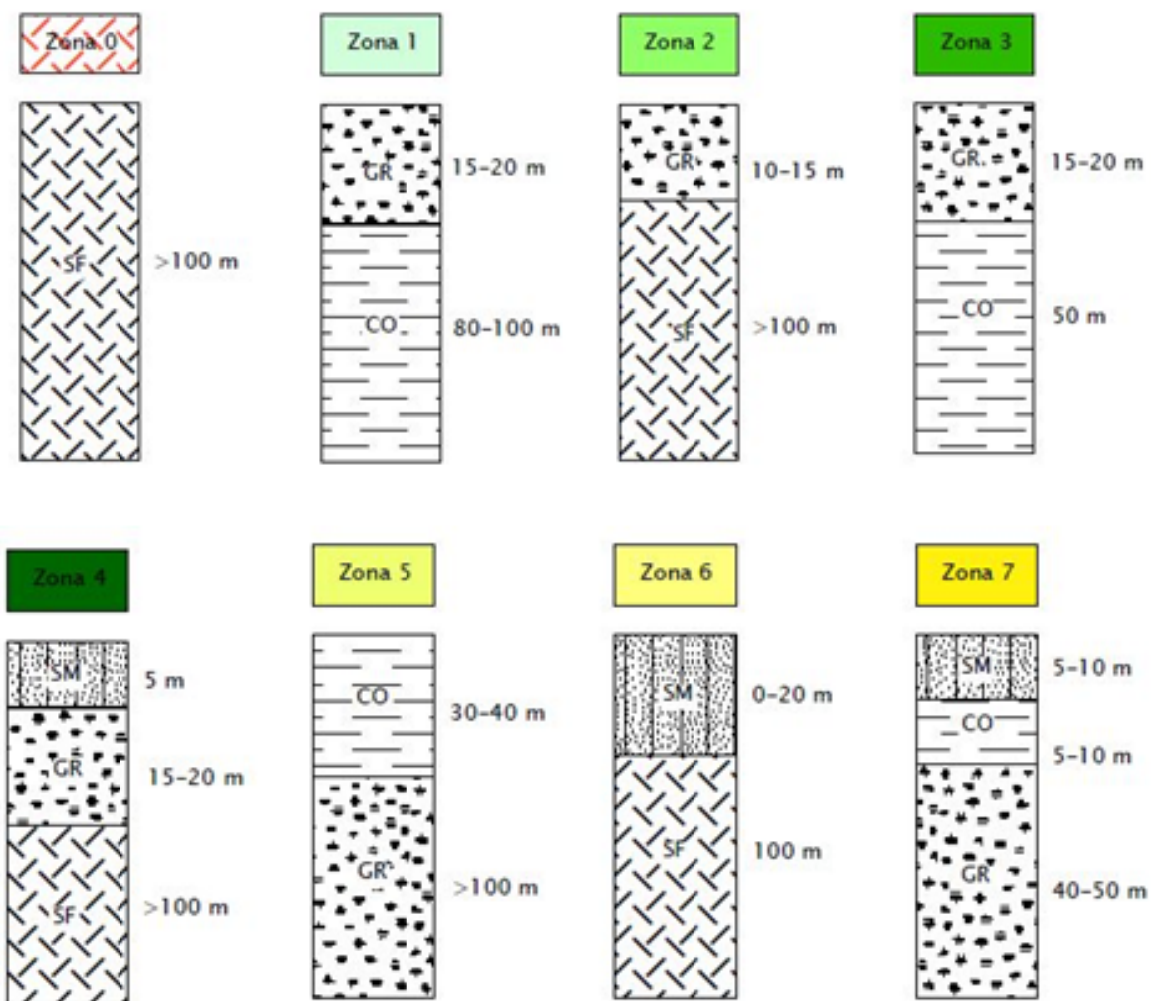 Zona 0
Zona 1
Zona 2
Zona 3
GR
15-20 m
GR
10-15 m
GR.
15-20 m
SF
>100 m
CO
80-100 m
SF
>100 m
CO
50 m
Zona 4
Zona 5
Zona 6
Zona 7
SM
5 m
CO
30-40 m
SM
0-20 m
SM
5-10 m
CO
5-10 m
GR
15-20 m
SF
>100 m
GR
>100 m
SF
100 m
GR
40-50 m